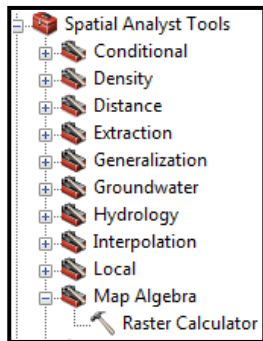 Spatial Analyst Tools
Conditional
Density
Distance
Extraction
Generalization
Groundwater
Hydrology
Interpolation
Local
Map Algebra
Raster Calculator